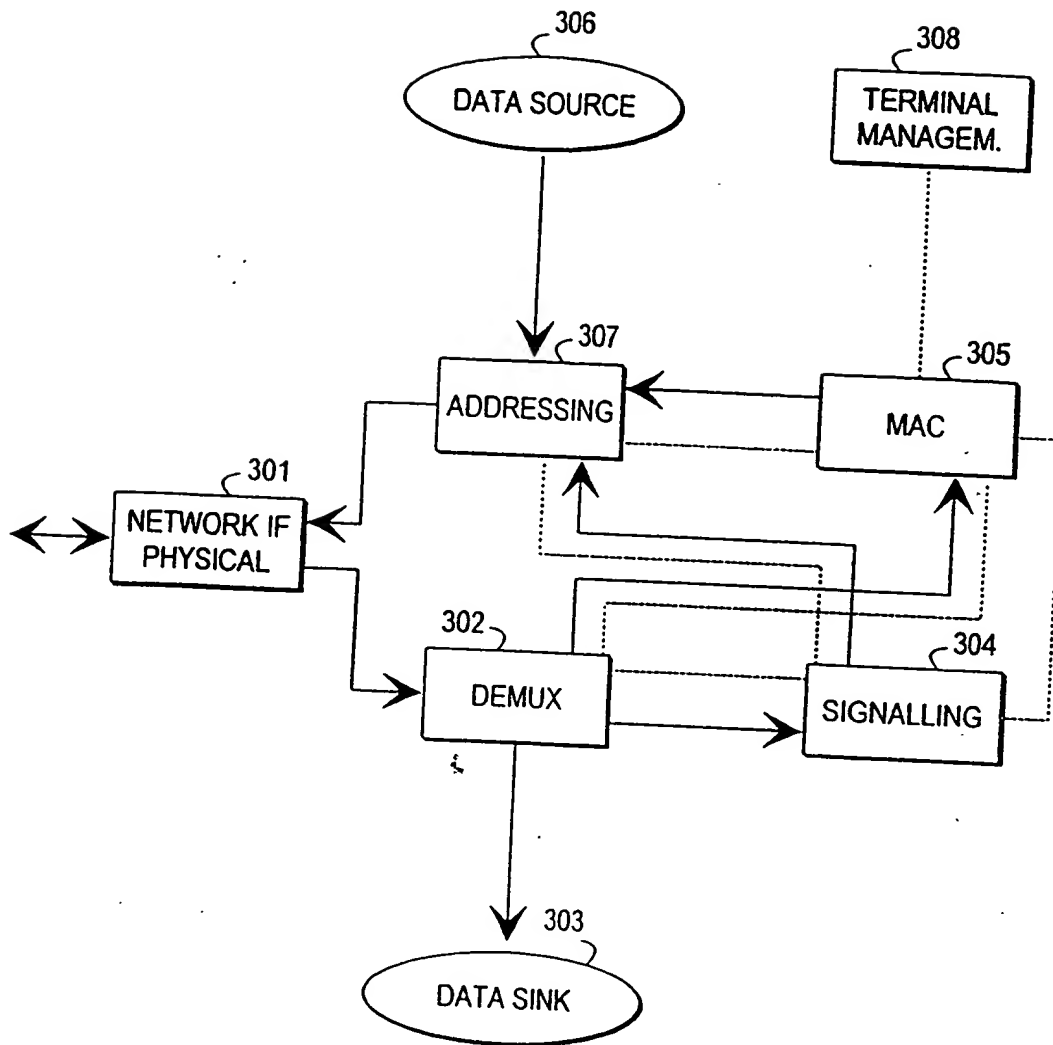 306
DATA SOURCE
308
TERMINAL
MANAGEM.
307
ADDRESSING
305
MAC
301
NETWORK IF
PHYSICAL
302
DEMUX
304
SIGNALLING
303
DATA SINK